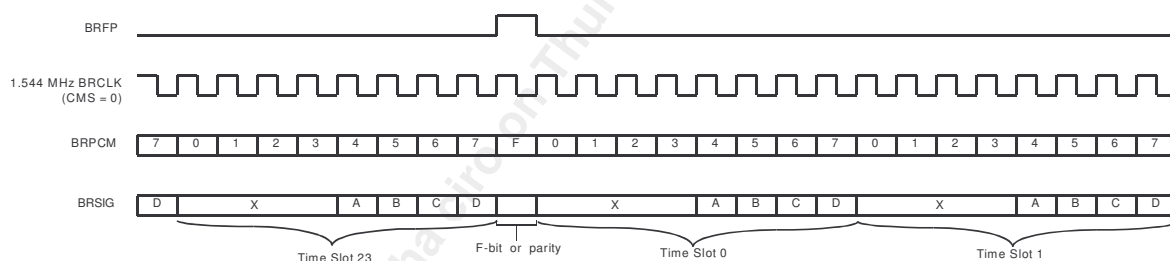 BRFP
1.544 MHz BRCLK
(CMS = 0)
BRPCM 7 0 1 2 3 4 5 6 7 F 0 1 2 3 4 5 6 7 0 1 2 3 4 5 6 7
BRSIG D X A B C D X A B C D X A B C D
Time Slot 23 F-bit or parity Time Slot 0 Time Slot 1